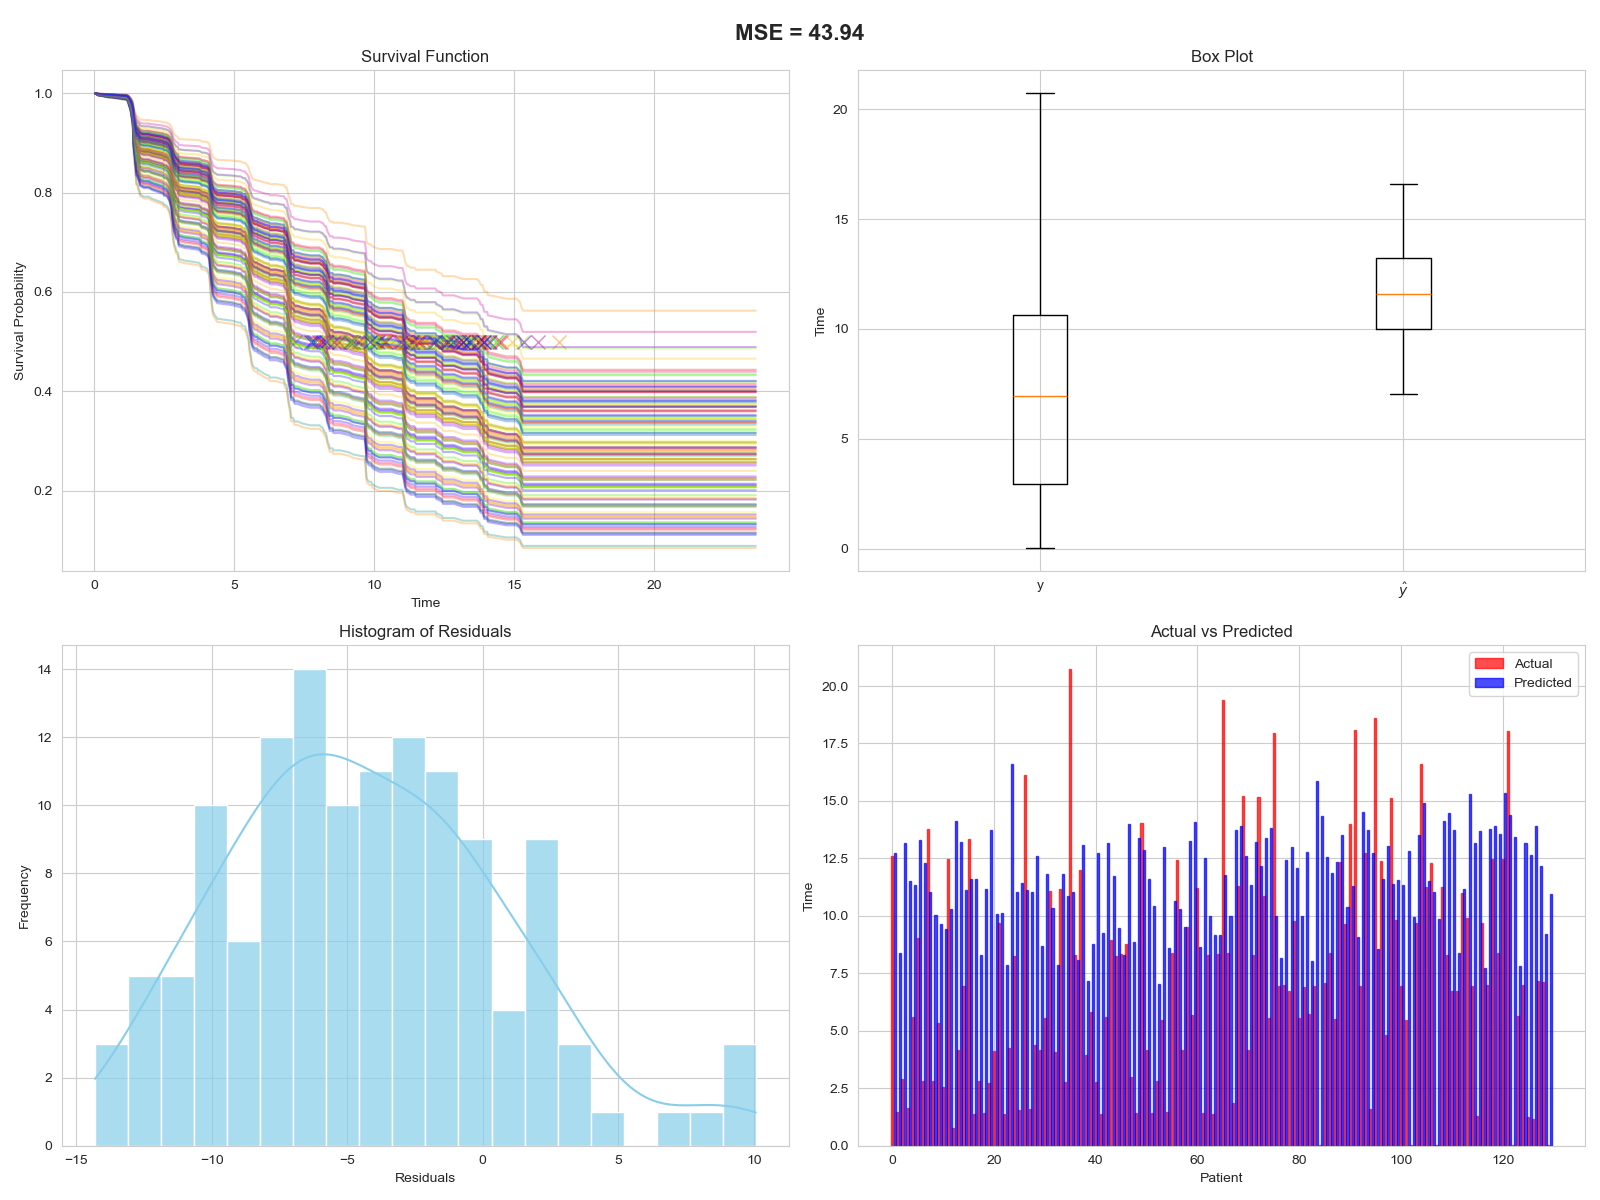 MSE = 43.94
Survival Function
1.0
0.8
0.6
0.4
0.2
Survival Probability
0 5 10 15 20
Time
Box Plot
20
15
10
5
0
Time
y ŷ
Histogram of Residuals
14
12
10
8
6
4
2
0
Frequency
−15 −10 −5 0 5 10
Residuals
Actual vs Predicted
Actual
Predicted
20.0
17.5
15.0
12.5
10.0
7.5
5.0
2.5
0.0
Time
0 20 40 60 80 100 120
Patient